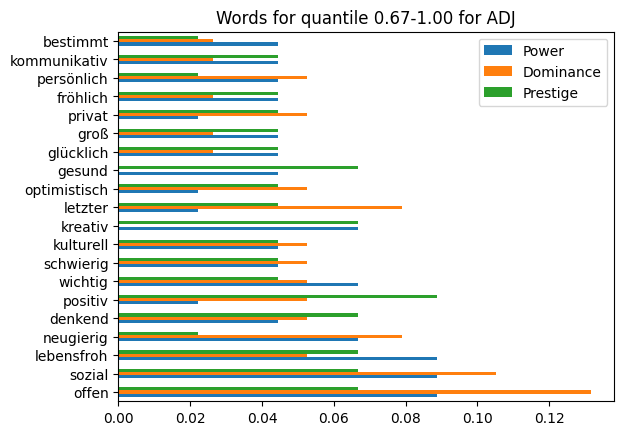 Words for quantile 0.67-1.00 for ADJ
Power
Dominance
Prestige
bestimmt
kommunikativ
persönlich
fröhlich
privat
groß
glücklich
gesund
optimistisch
letzter
kreativ
kulturell
schwierig
wichtig
positiv
denkend
neugierig
lebensfroh
sozial
offen
0.00 0.02 0.04 0.06 0.08 0.10 0.12